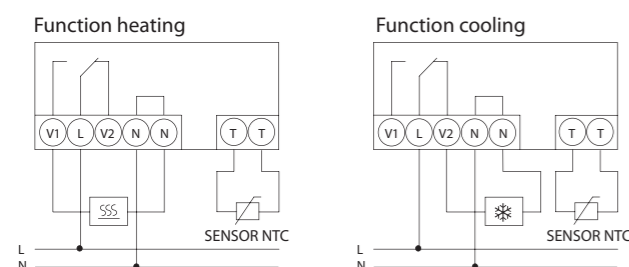 Function heating
Function cooling
V1 L V2 N N T T
V1 L V2 N N T T
SENSOR NTC
SENSOR NTC
L
L
N
N